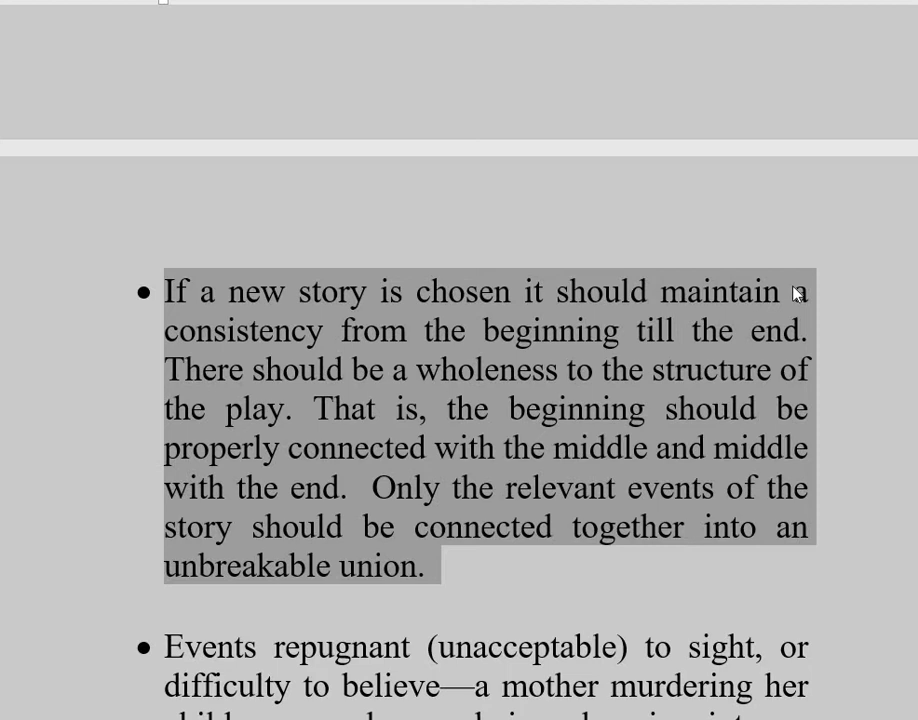 • If a new story is chosen it should maintain a
consistency from the beginning till the end.
There should be a wholeness to the structure of
the play. That is, the beginning should be
properly connected with the middle and middle
with the end.  Only the relevant events of the
story should be connected together into an
unbreakable union.
• Events repugnant (unacceptable) to sight, or
difficulty to believe—a mother murdering her